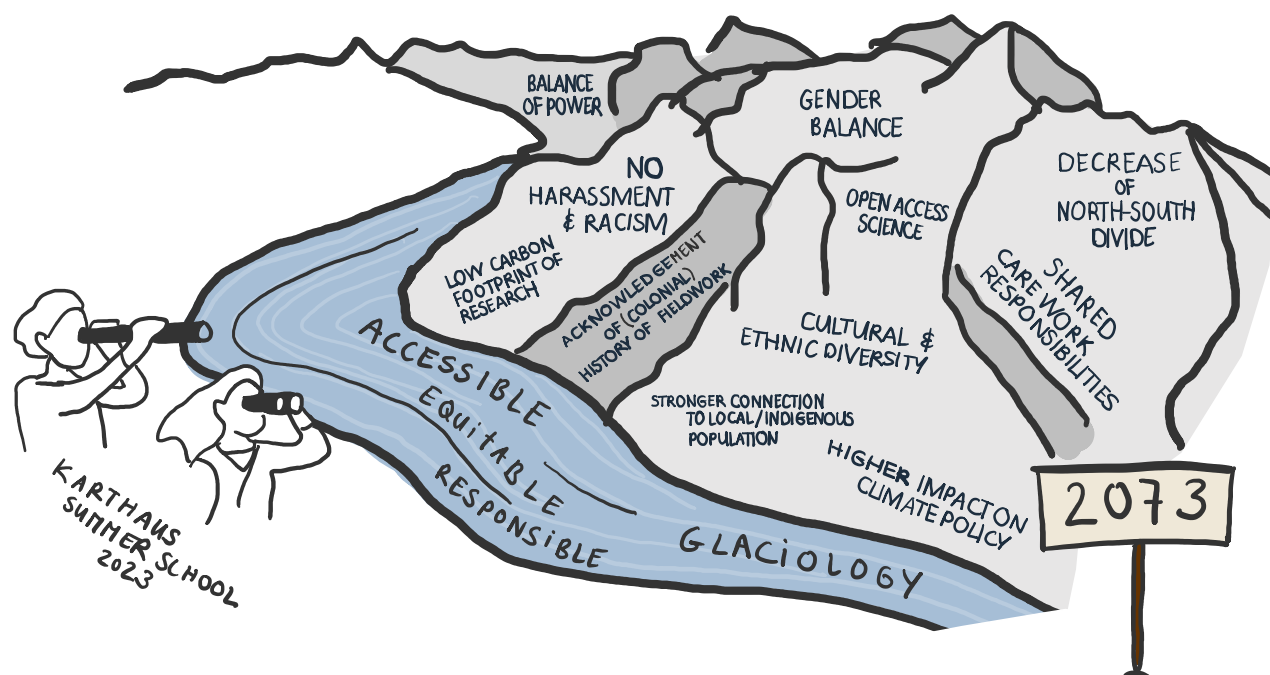 BALANCE
OF POWER
GENDER
BALANCE
NO
HARASSMENT
& RACISM
OPEN ACCESS
SCIENCE
DECREASE
OF
NORTH-SOUTH
DIVIDE
LOW CARBON
FOOTPRINT OF
RESEARCH
ACKNOWLEDGEMENT
OF (COLONIAL)
HISTORY OF FIELDWORK
SHARED
CARE WORK
RESPONSIBILITIES
CULTURAL &
ETHNIC DIVERSITY
STRONGER CONNECTION
TO LOCAL/INDIGENOUS
POPULATION
HIGHER IMPACT ON
CLIMATE POLICY
ACCESSIBLE
EQUITABLE
RESPONSIBLE
GLACIOLOGY
2073
KARTHAUS
SUMMER SCHOOL
2023